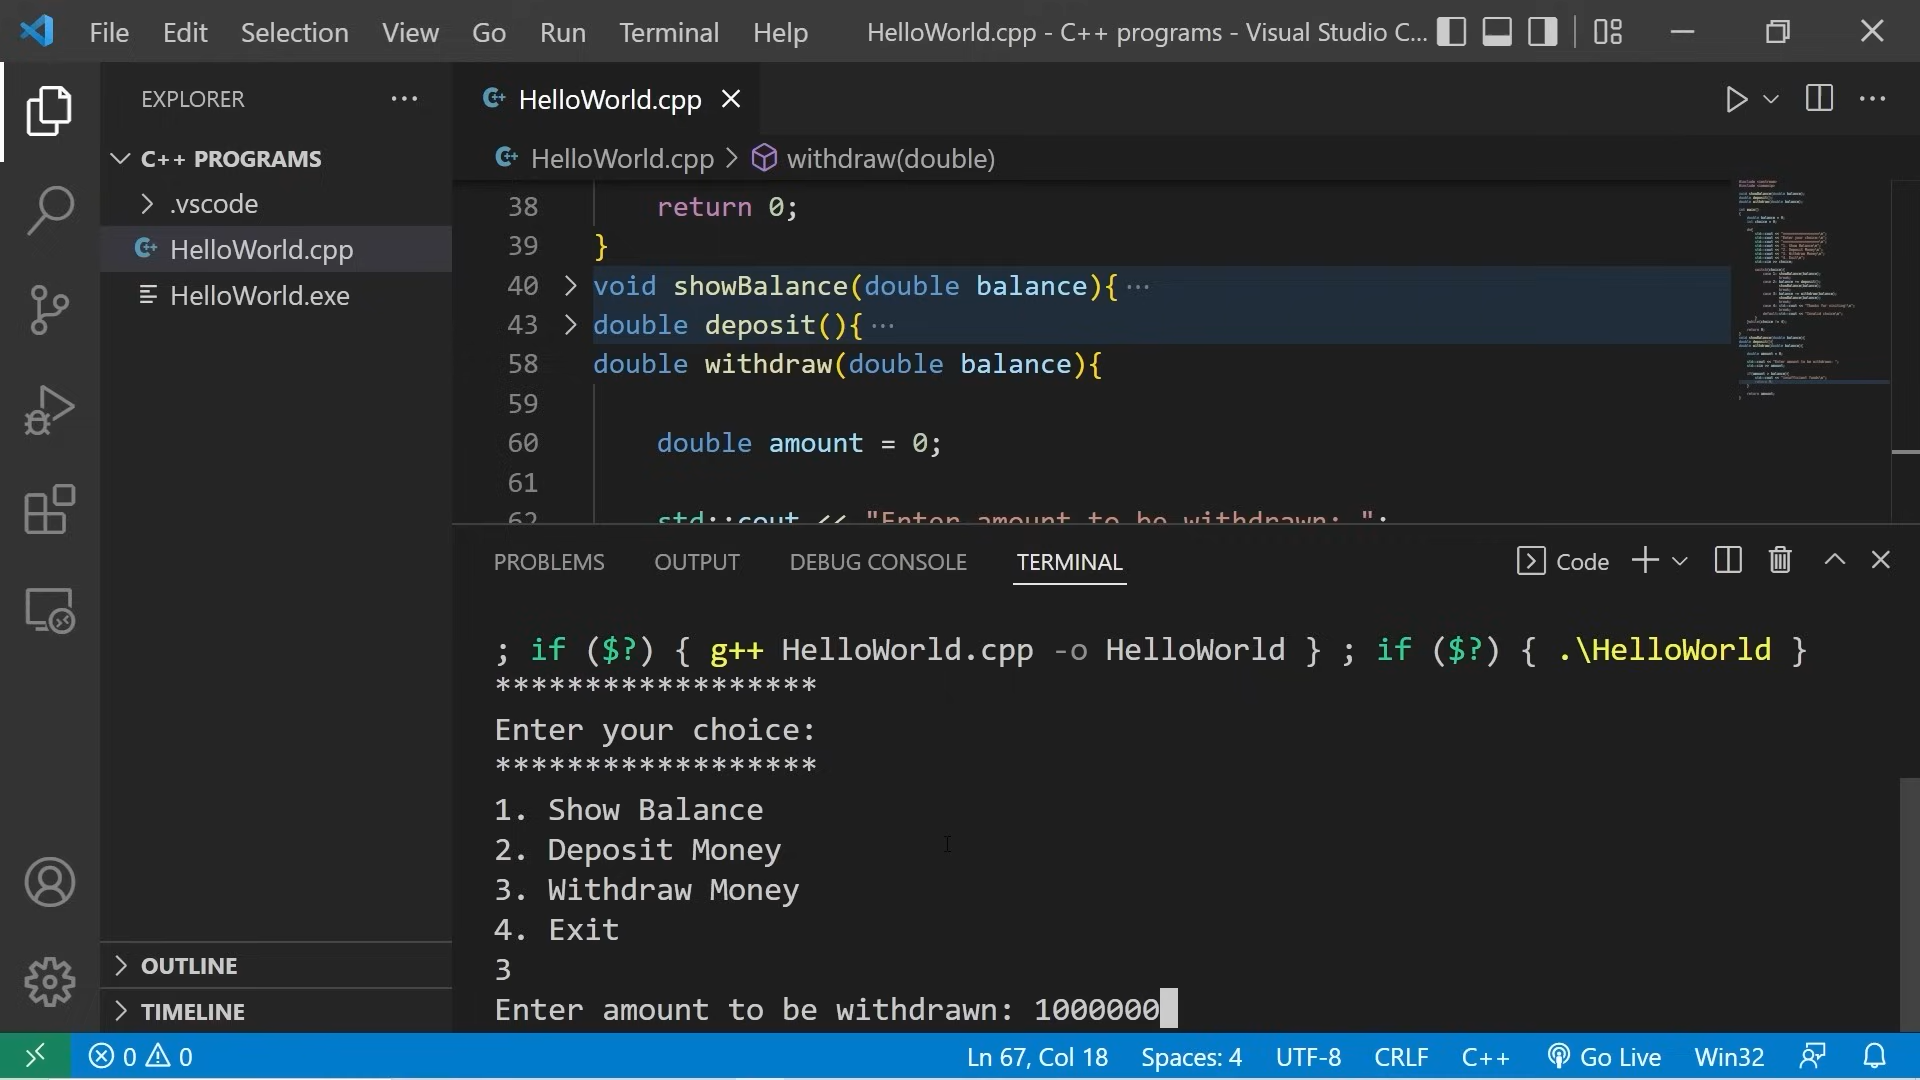 File Edit Selection View Go Run Terminal Help HelloWorld.cpp - C++ programs - Visual Studio C...
EXPLORER ...
C++ PROGRAMS
.vscode
HelloWorld.cpp
HelloWorld.exe
OUTLINE
TIMELINE
HelloWorld.cpp
HelloWorld.cpp > withdraw(double)
38 return 0;
39 }
40 void showBalance(double balance){ ...
43 double deposit(){ ...
58 double withdraw(double balance){
59
60 double amount = 0;
61
62 std::cout << "Enter amount to be withdrawn: ";
PROBLEMS OUTPUT DEBUG CONSOLE TERMINAL Code
; if ($?) { g++ HelloWorld.cpp -o HelloWorld } ; if ($?) { .\HelloWorld }
******************
Enter your choice:
******************
1. Show Balance
2. Deposit Money
3. Withdraw Money
4. Exit
3
Enter amount to be withdrawn: 1000000
0 0 Ln 67, Col 18 Spaces: 4 UTF-8 CRLF C++ Go Live Win32